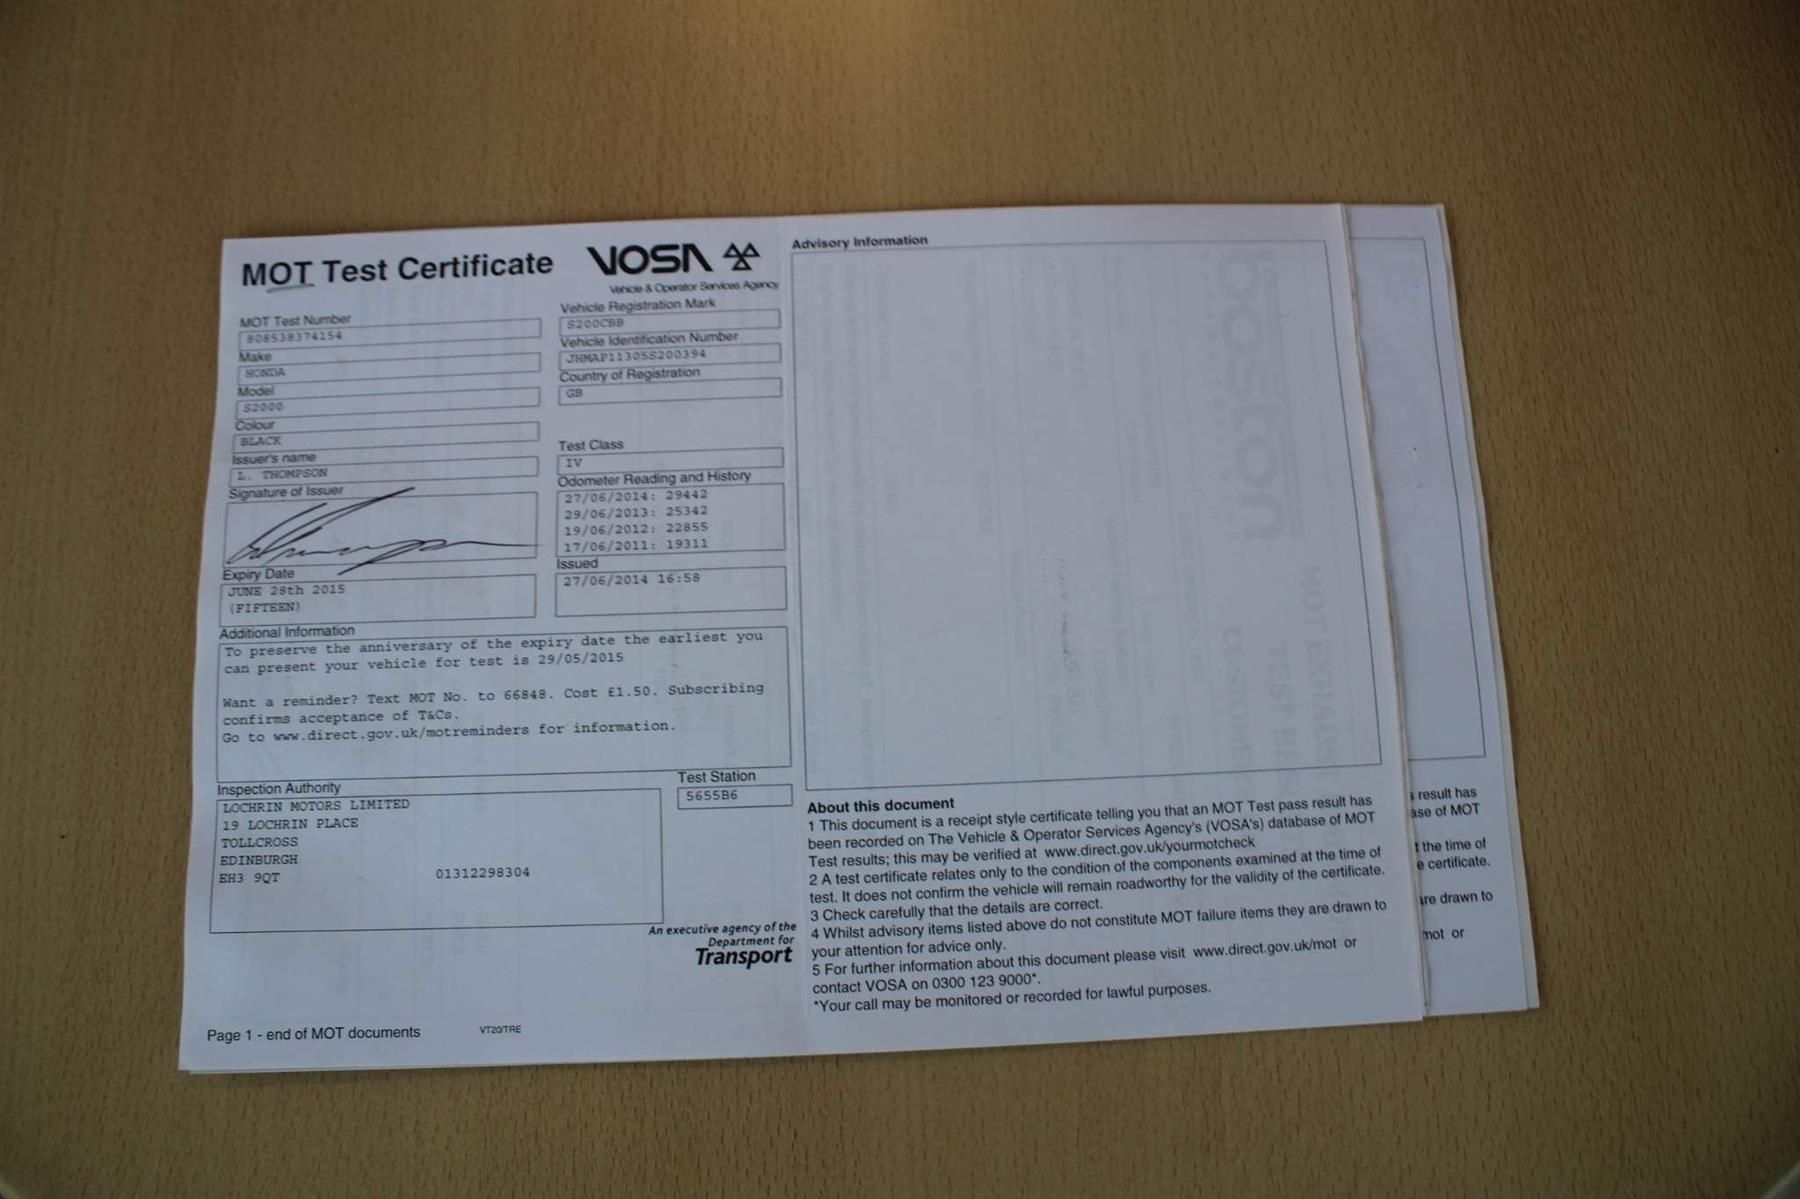 MOT Test Certificate
VOSA
Vehicle & Operator Services Agency
MOT Test Number
808538374154
Make
HONDA
Model
S2000
Colour
BLACK
Issuer's name
L. THOMPSON
Signature of Issuer
Expiry Date
JUNE 28th 2015
(FIFTEEN)
Vehicle Registration Mark
S200CBB
Vehicle Identification Number
JHMAP11305S200394
Country of Registration
GB
Test Class
IV
Odometer Reading and History
27/06/2014: 29442
29/06/2013: 25342
19/06/2012: 22855
17/06/2011: 19311
Issued
27/06/2014 16:58
Additional Information
To preserve the anniversary of the expiry date the earliest you
can present your vehicle for test is 29/05/2015
Want a reminder? Text MOT No. to 66848. Cost £1.50. Subscribing
confirms acceptance of T&Cs.
Go to www.direct.gov.uk/motreminders for information.
Inspection Authority
LOCHRIN MOTORS LIMITED
19 LOCHRIN PLACE
TOLLCROSS
EDINBURGH
EH3 9QT 01312298304
Test Station
5655B6
An executive agency of the
Department for
Transport
Page 1 - end of MOT documents
VT20/TRE
Advisory Information
About this document
1 This document is a receipt style certificate telling you that an MOT Test pass result has
been recorded on The Vehicle & Operator Services Agency's (VOSA's) database of MOT
Test results; this may be verified at www.direct.gov.uk/yourmotcheck
2 A test certificate relates only to the condition of the components examined at the time of
test. It does not confirm the vehicle will remain roadworthy for the validity of the certificate.
3 Check carefully that the details are correct.
4 Whilst advisory items listed above do not constitute MOT failure items they are drawn to
your attention for advice only.
5 For further information about this document please visit www.direct.gov.uk/mot or
contact VOSA on 0300 123 9000*.
*Your call may be monitored or recorded for lawful purposes.
result has
of MOT
the time of
certificate.
drawn to
mot or